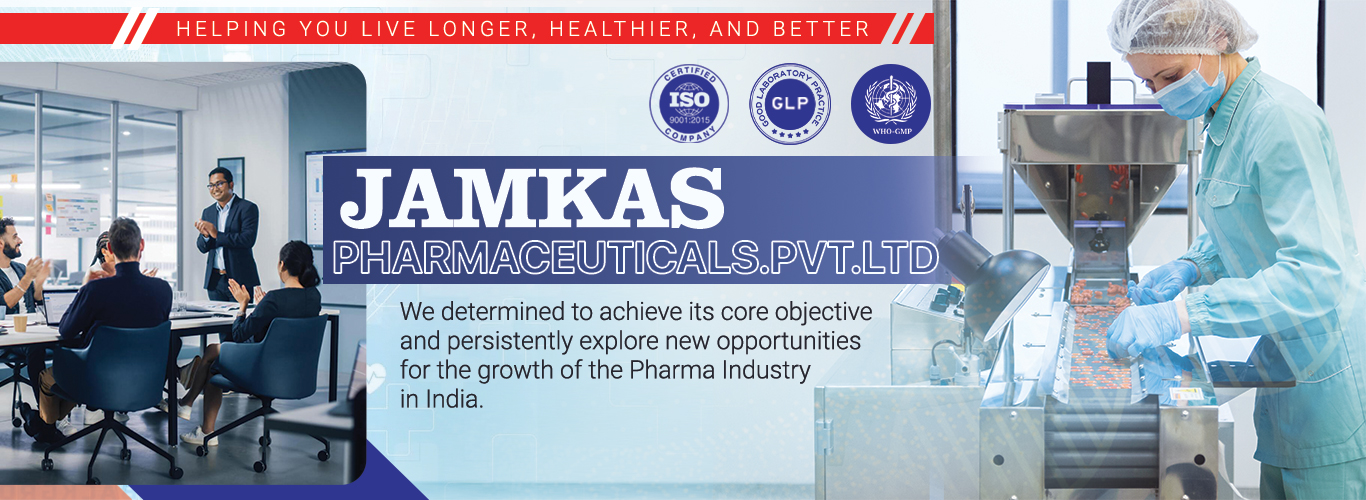 HELPING YOU LIVE LONGER, HEALTHIER, AND BETTER
CERTIFIED
ISO
9001:2015
COMPANY
GOOD LABORATORY PRACTICE
GLP
WHO-GMP
JAMKAS
PHARMACEUTICALS.PVT.LTD
We determined to achieve its core objective
and persistently explore new opportunities
for the growth of the Pharma Industry
in India.